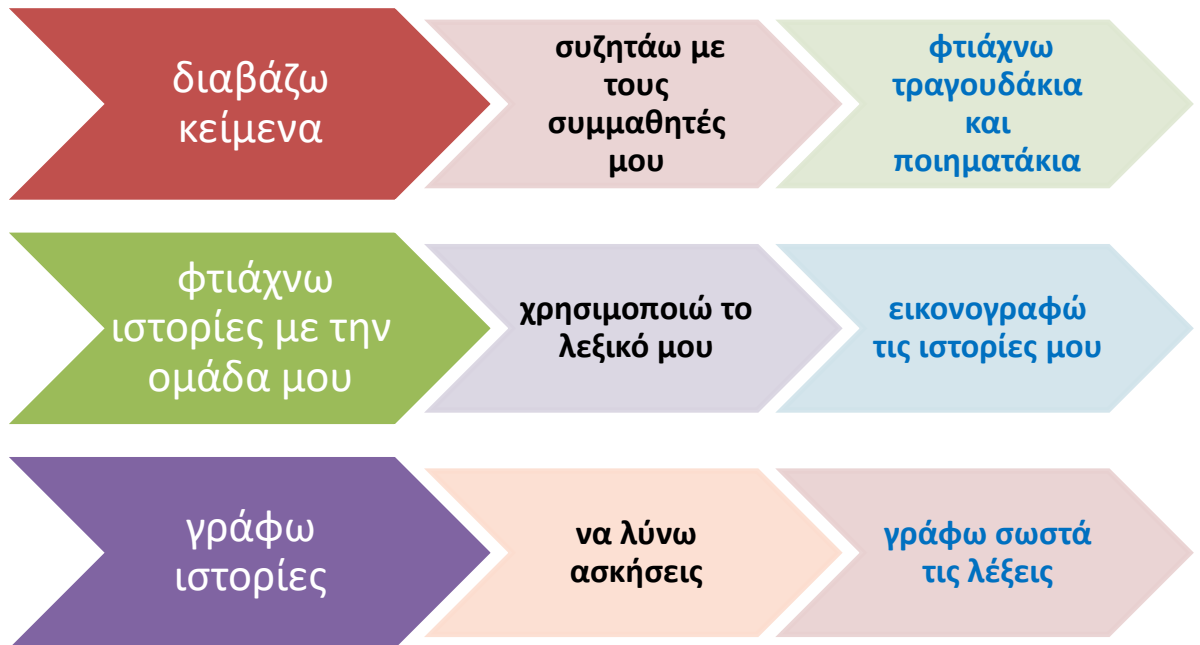 διαβάζω
κείμενα
συζητάω με
τους
συμμαθητές
μου
φτιάχνω
τραγουδάκια
και
ποιηματάκια
φτιάχνω
ιστορίες με την
ομάδα μου
χρησιμοποιώ το
λεξικό μου
εικονογραφώ
τις ιστορίες μου
γράφω
ιστορίες
να λύνω
ασκήσεις
γράφω σωστά
τις λέξεις